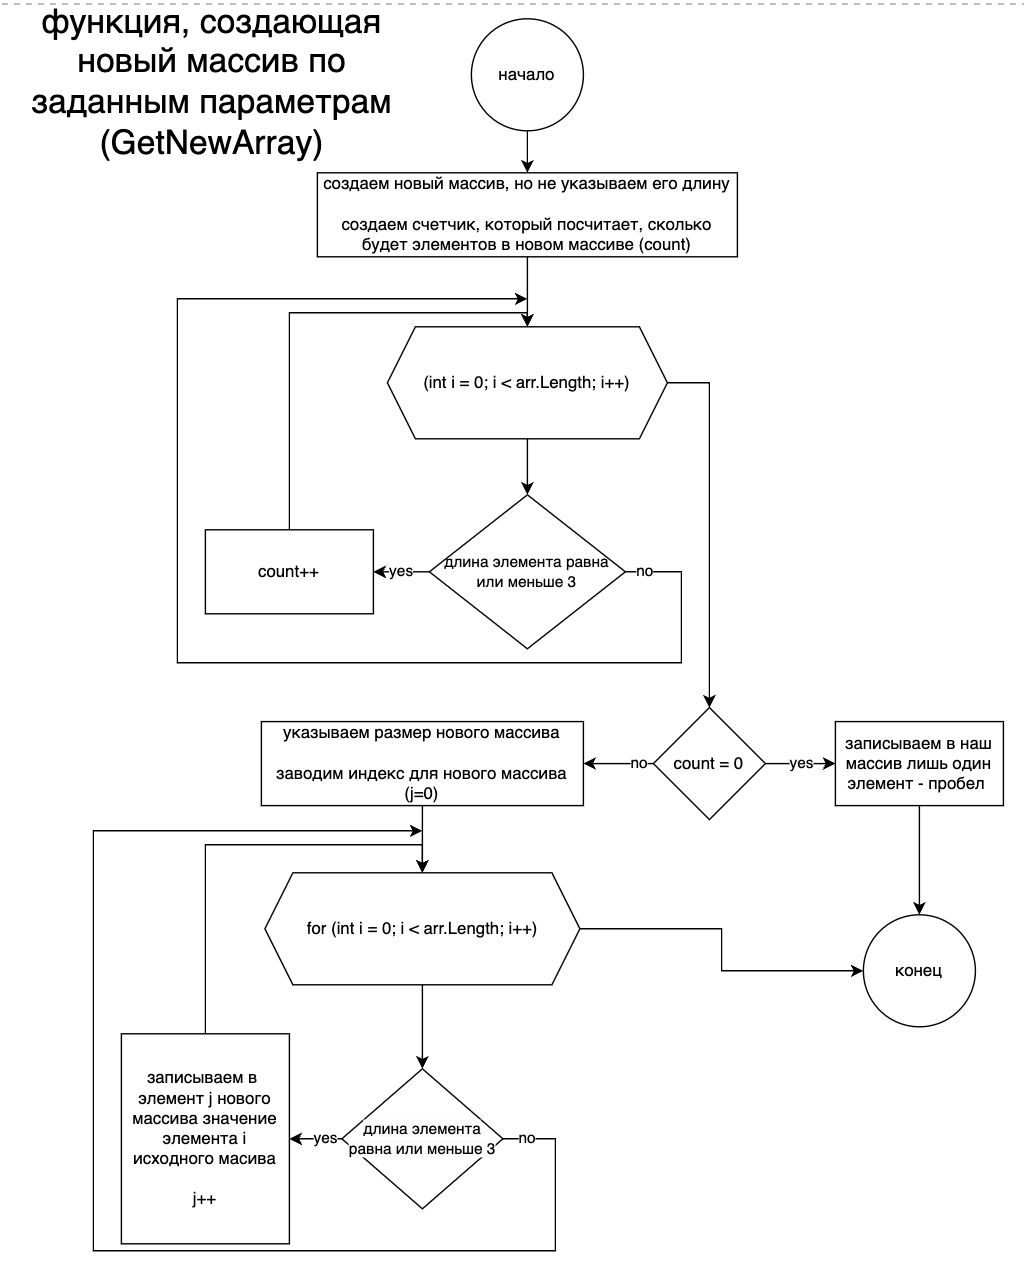 функция, создающая
новый массив по
заданным параметрам
(GetNewArray)
начало
создаем новый массив, но не указываем его длину
создаем счетчик, который посчитает, сколько
будет элементов в новом массиве (count)
(int i = 0; i < arr.Length; i++)
длина элемента равна
или меньше 3
yes
no
count++
count = 0
no
yes
указываем размер нового массива
заводим индекс для нового массива
(j=0)
записываем в наш
массив лишь один
элемент - пробел
for (int i = 0; i < arr.Length; i++)
конец
длина элемента
равна или меньше 3
yes
no
записываем в
элемент j нового
массива значение
элемента i
исходного масива
j++